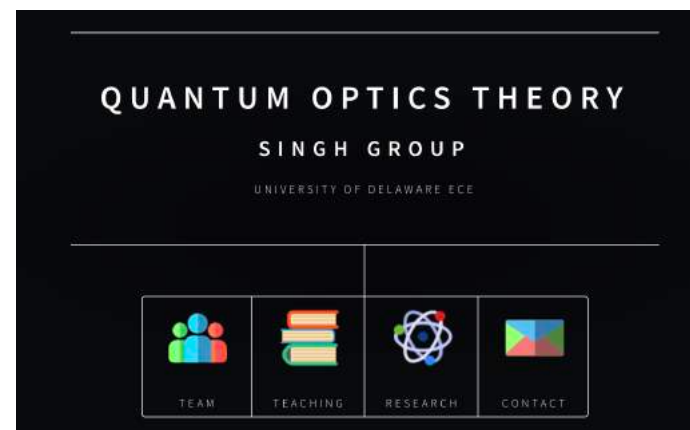 QUANTUM OPTICS THEORY
SINGH GROUP
UNIVERSITY OF DELAWARE ECE
TEAM TEACHING RESEARCH CONTACT